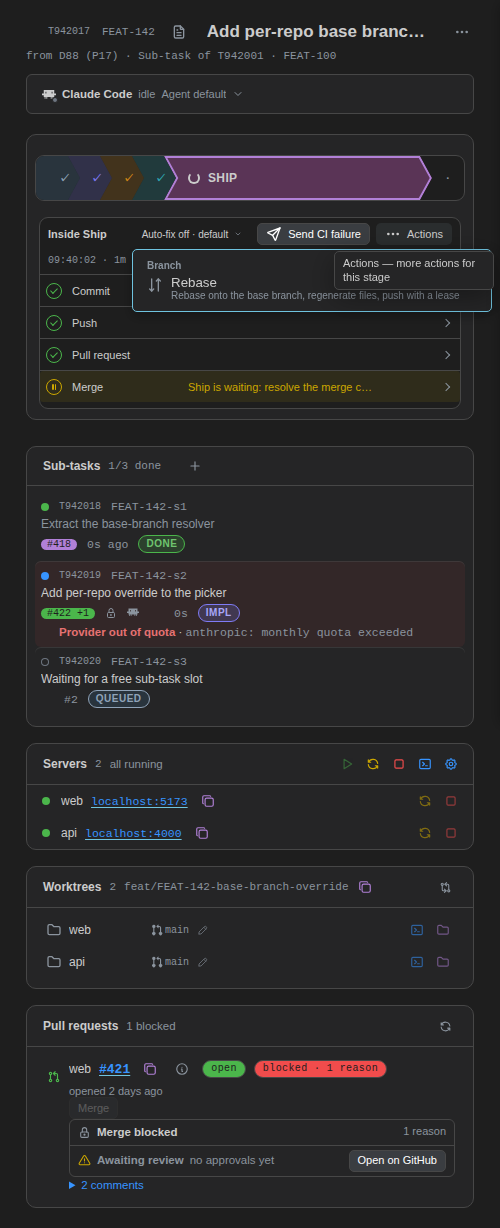 T942017 FEAT-142 Add per-repo base branc…
from D88 (P17) · Sub-task of T942001 · FEAT-100
Claude Code idle Agent default
SHIP
Inside Ship Auto-fix off · default Send CI failure Actions
09:40:02 · 1m
Branch
Rebase
Rebase onto the base branch, regenerate files, push with a lease
Actions — more actions for
this stage
Commit
Push
Pull request
Merge Ship is waiting: resolve the merge c…
Sub-tasks 1/3 done
T942018 FEAT-142-s1
Extract the base-branch resolver
#418 0s ago DONE
T942019 FEAT-142-s2
Add per-repo override to the picker
#422 +1 0s IMPL
Provider out of quota · anthropic: monthly quota exceeded
T942020 FEAT-142-s3
Waiting for a free sub-task slot
#2 QUEUED
Servers 2 all running
web localhost:5173
api localhost:4000
Worktrees 2 feat/FEAT-142-base-branch-override
web main
api main
Pull requests 1 blocked
web #421 open blocked · 1 reason
opened 2 days ago
Merge
Merge blocked 1 reason
Awaiting review no approvals yet Open on GitHub
2 comments